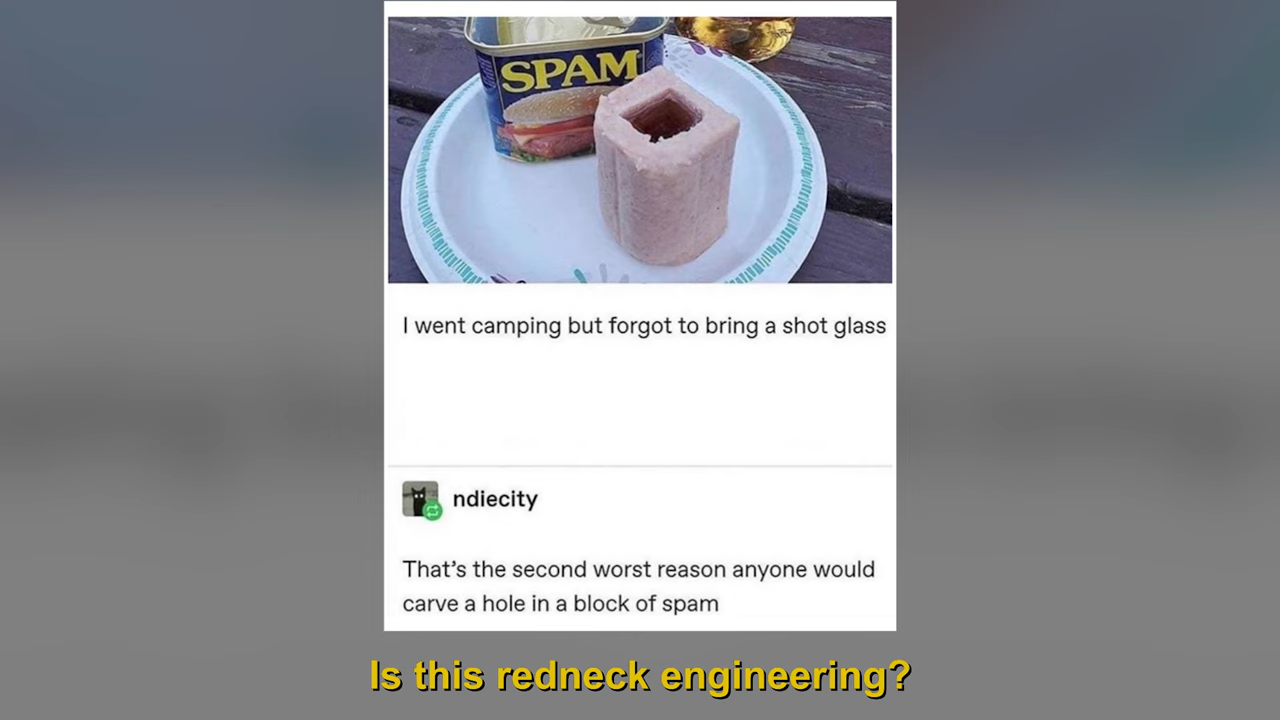 SPAM
I went camping but forgot to bring a shot glass
ndiecity
That's the second worst reason anyone would
carve a hole in a block of spam
Is this redneck engineering?